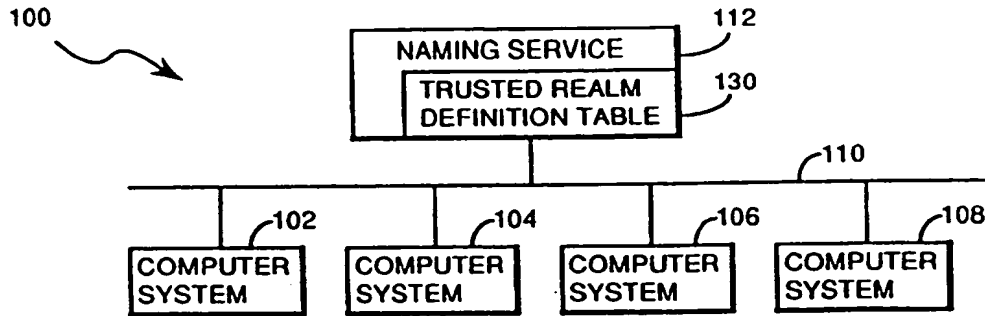 100
NAMING SERVICE
112
TRUSTED REALM
DEFINITION TABLE
130
110
102
104
106
108
COMPUTER
SYSTEM
COMPUTER
SYSTEM
COMPUTER
SYSTEM
COMPUTER
SYSTEM